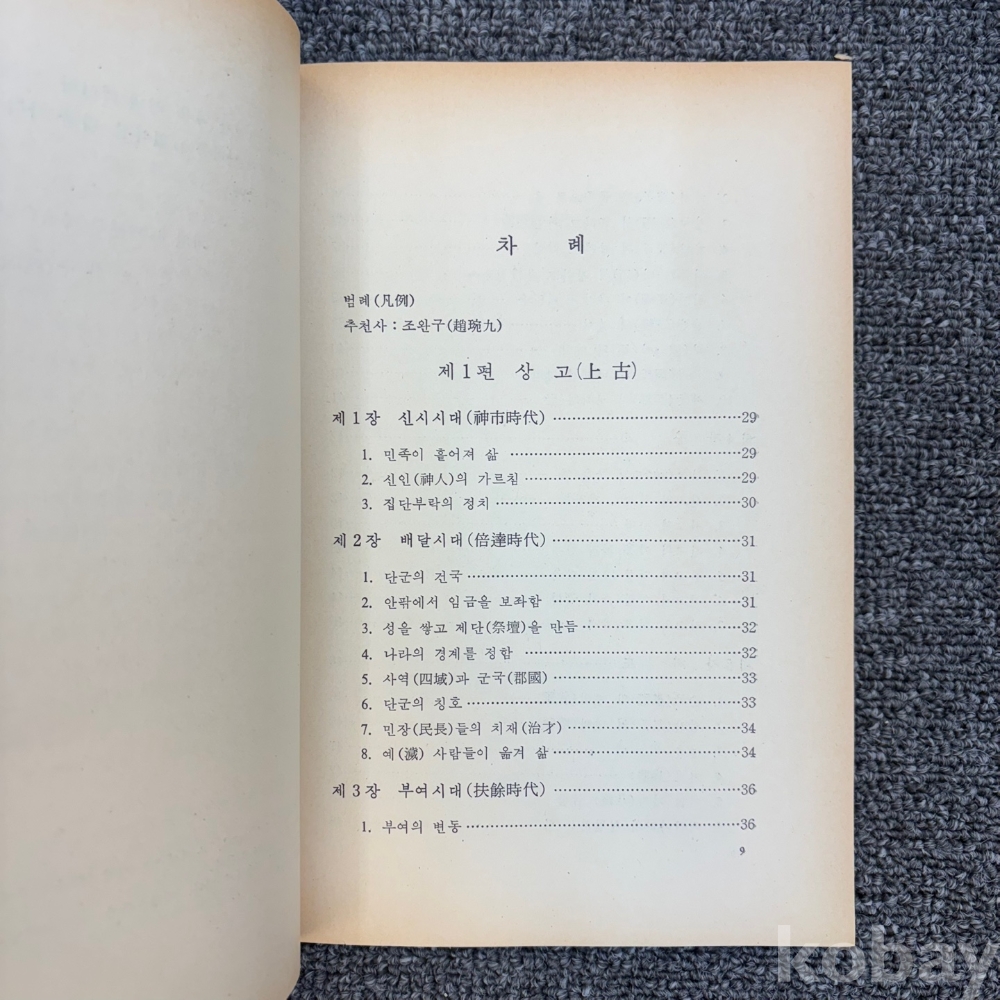 차 례
범례(凡例)
추천사 : 조완구(趙琬九)
제1편 상 고(上古)
제1장 신시시대(神市時代) 29
1. 민족이 흩어져 삶 29
2. 신인(神人)의 가르침 29
3. 집단부락의 정치 30
제2장 배달시대(倍達時代) 31
1. 단군의 건국 31
2. 안팎에서 임금을 보좌함 31
3. 성을 쌓고 제단(祭壇)을 만듬 32
4. 나라의 경계를 정함 32
5. 사역(四域)과 군국(郡國) 33
6. 단군의 칭호 33
7. 민장(民長)들의 치재(治才) 34
8. 예(濊) 사람들이 옮겨 삶 34
제3장 부여시대(扶餘時代) 36
1. 부여의 변동 36
9
kobay